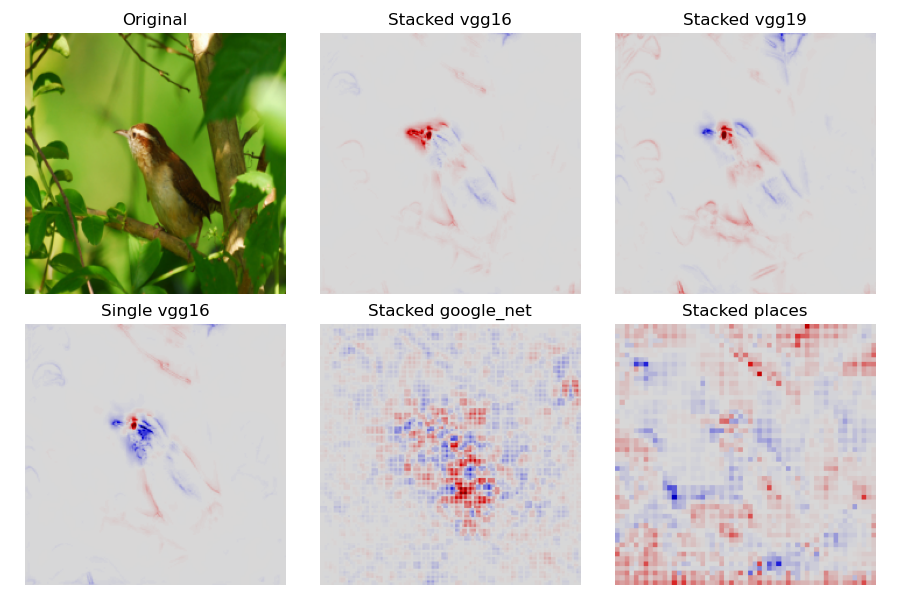 Original
Stacked vgg16
Stacked vgg19
Single vgg16
Stacked google_net
Stacked places